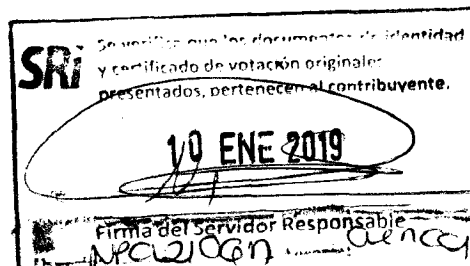 SRi
Se verifica que los documentos de identidad
y certificado de votación originales
presentados, pertenecen al contribuyente.
10 ENE 2019
Firma del Servidor Responsable